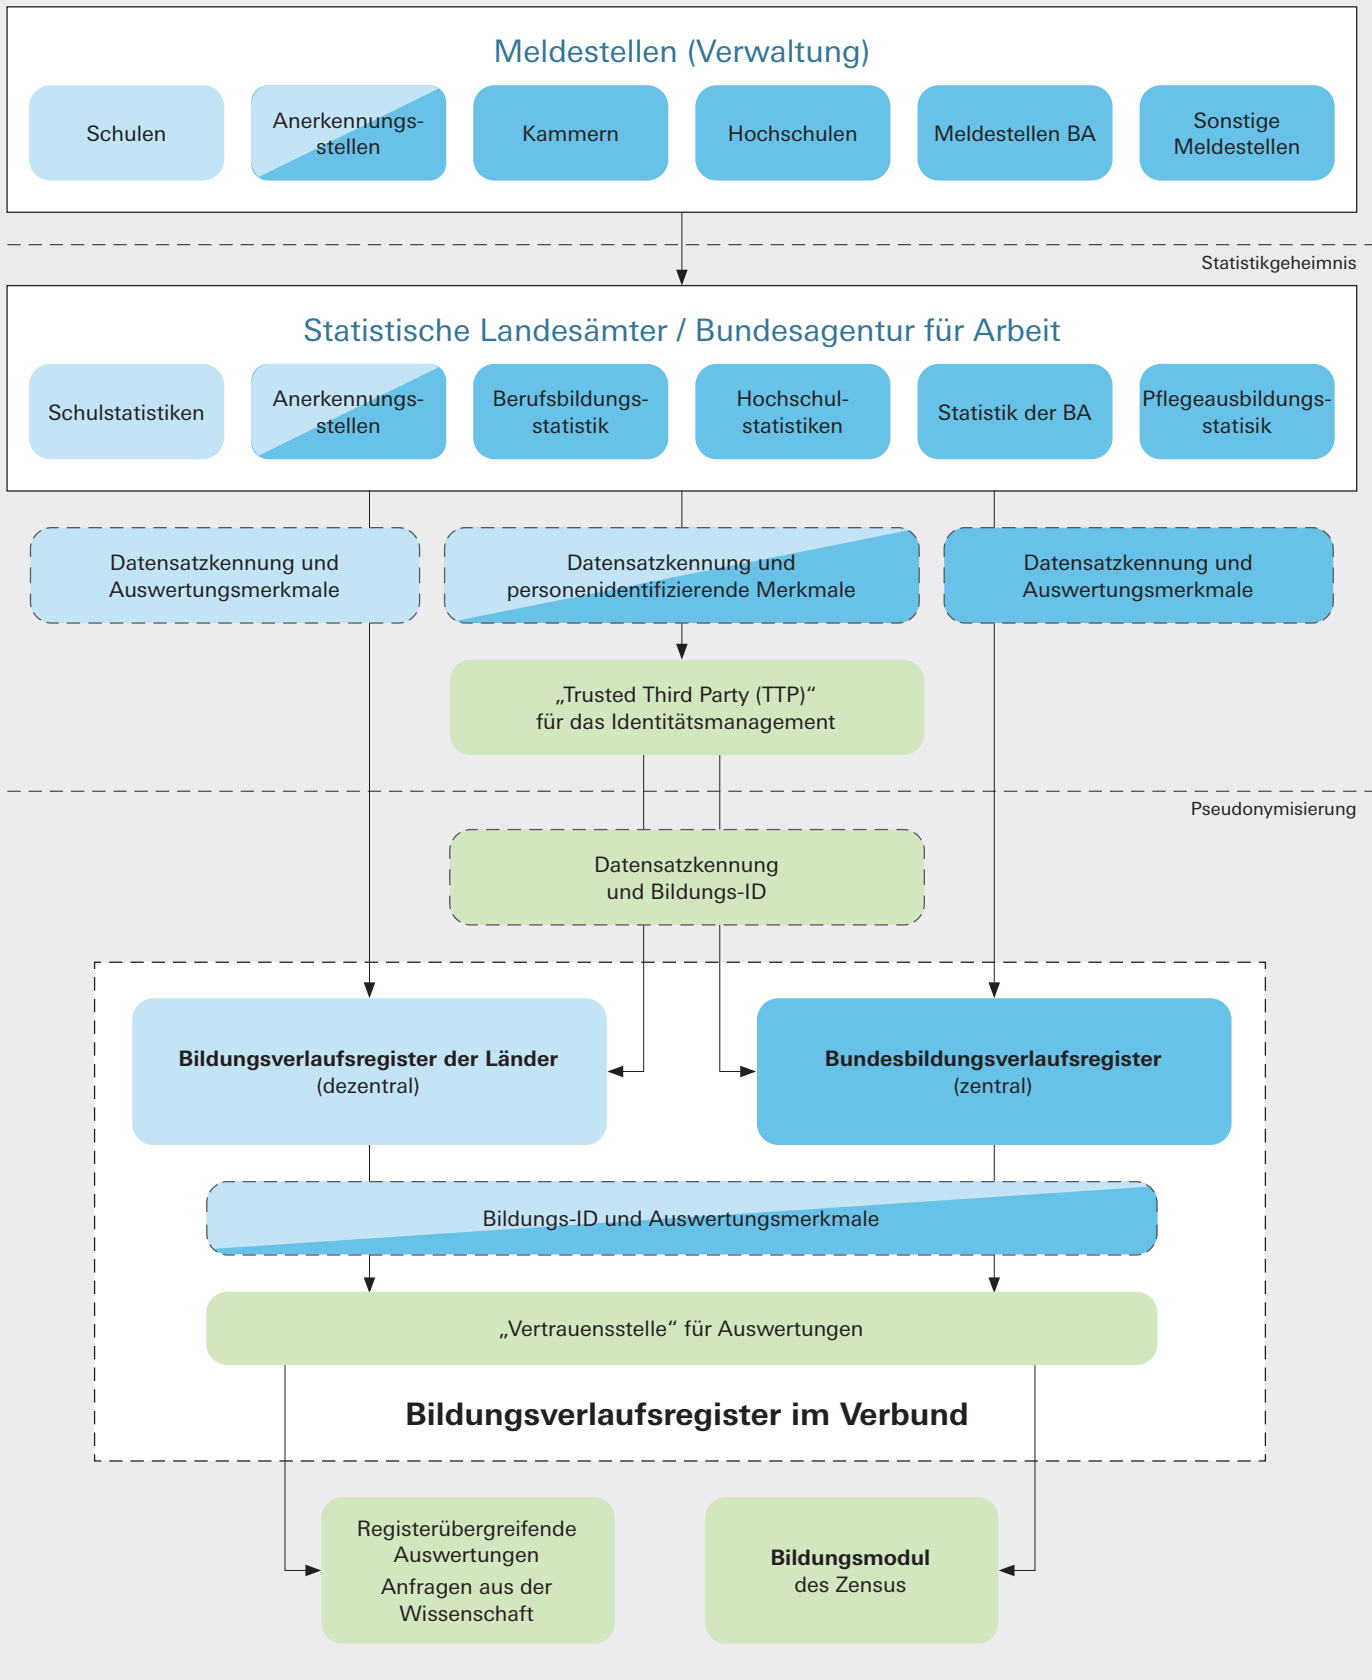 Meldestellen (Verwaltung)
Schulen
Anerkennungs-
stellen
Kammern
Hochschulen
Meldestellen BA
Sonstige
Meldestellen
Statistikgeheimnis
Statistische Landesämter / Bundesagentur für Arbeit
Schulstatistiken
Anerkennungs-
stellen
Berufsbildungs-
statistik
Hochschul-
statistiken
Statistik der BA
Pflegeausbildungs-
statisik
Datensatzkennung und
Auswertungsmerkmale
Datensatzkennung und
personenidentifizierende Merkmale
Datensatzkennung und
Auswertungsmerkmale
„Trusted Third Party (TTP)“
für das Identitätsmanagement
Pseudonymisierung
Datensatzkennung
und Bildungs-ID
Bildungsverlaufsregister der Länder
(dezentral)
Bundesbildungsverlaufsregister
(zentral)
Bildungs-ID und Auswertungsmerkmale
„Vertrauensstelle“ für Auswertungen
Bildungsverlaufsregister im Verbund
Registerübergreifende
Auswertungen
Anfragen aus der
Wissenschaft
Bildungsmodul
des Zensus